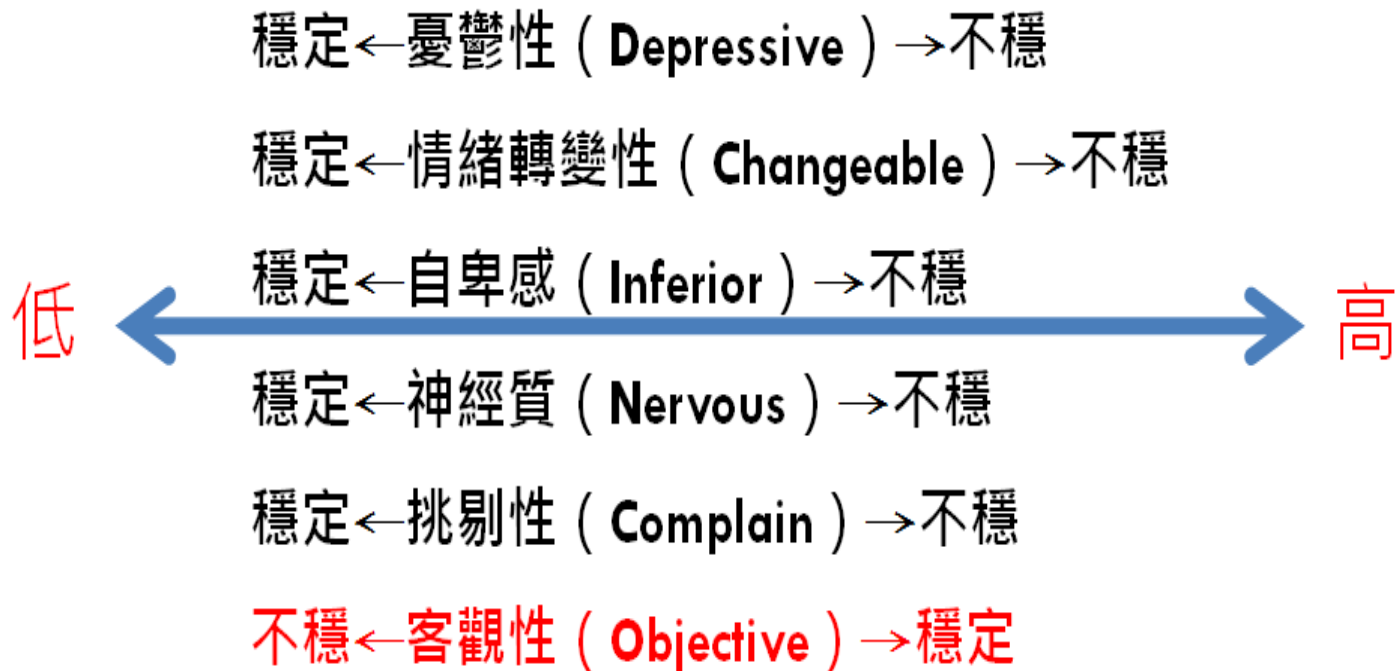 穩定←憂鬱性（Depressive）→不穩
穩定←情緒轉變性（Changeable）→不穩
穩定←自卑感（Inferior）→不穩
低 高
穩定←神經質（Nervous）→不穩
穩定←挑剔性（Complain）→不穩
不穩←客觀性（Objective）→穩定